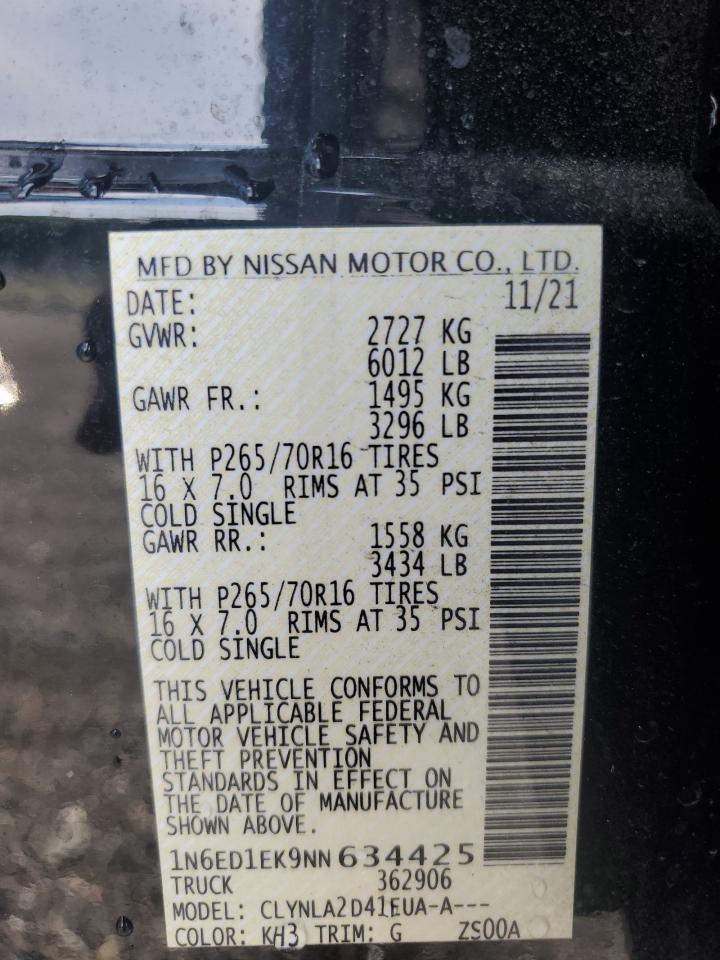 MFD BY NISSAN MOTOR CO., LTD.
DATE: 11/21
GVWR: 2727 KG
6012 LB
GAWR FR.: 1495 KG
3296 LB
WITH P265/70R16 TIRES
16 X 7.0 RIMS AT 35 PSI
COLD SINGLE
GAWR RR.: 1558 KG
3434 LB
WITH P265/70R16 TIRES
16 X 7.0 RIMS AT 35 PSI
COLD SINGLE
THIS VEHICLE CONFORMS TO
ALL APPLICABLE FEDERAL
MOTOR VEHICLE SAFETY AND
THEFT PREVENTION
STANDARDS IN EFFECT ON
THE DATE OF MANUFACTURE
SHOWN ABOVE.
1N6ED1EK9NN634425
TRUCK 362906
MODEL: CLYNLA2D41EUA-A---
COLOR: KH3 TRIM: G ZS00A